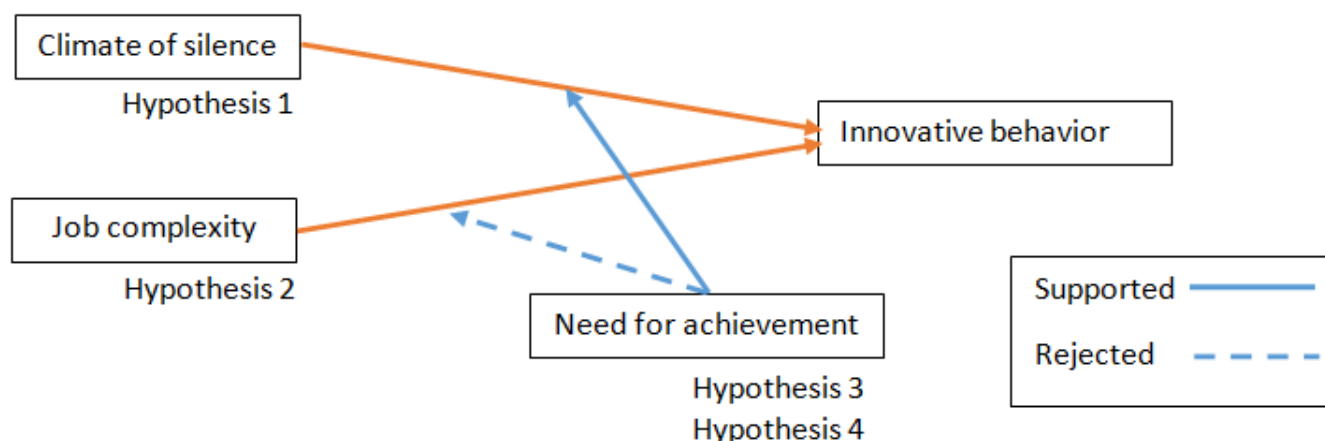 Climate of silence
Hypothesis 1
Innovative behavior
Job complexity
Hypothesis 2
Need for achievement
Hypothesis 3
Hypothesis 4
Supported
Rejected